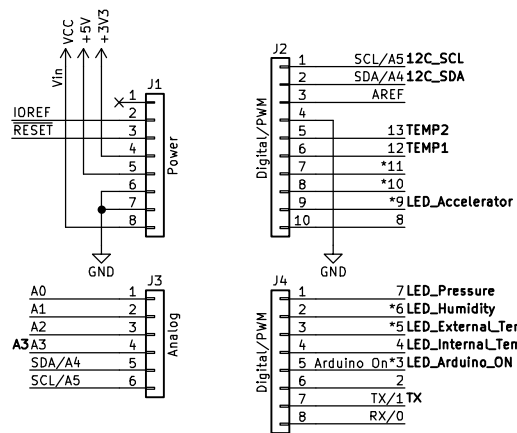 VCC
+5V
+3V3
Vin
J1
Power
1
IOREF 2
RESET 3
4
5
6
7
8
GND
J2
Digital/PWM
1 SCL/A5 12C_SCL
2 SDA/A4 12C_SDA
3 AREF
4
5 13 TEMP2
6 12 TEMP1
7 *11
8 *10
9 *9 LED_Accelerator
10 8
GND
J3
Analog
A0 1
A1 2
A2 3
A3 A3 4
SDA/A4 5
SCL/A5 6
J4
Digital/PWM
1 7 LED_Pressure
2 *6 LED_Humidity
3 *5 LED_External_Ter
4 4 LED_Internal_Tem
5 Arduino On*3 LED_Arduino_ON
6 2
7 TX/1 TX
8 RX/0